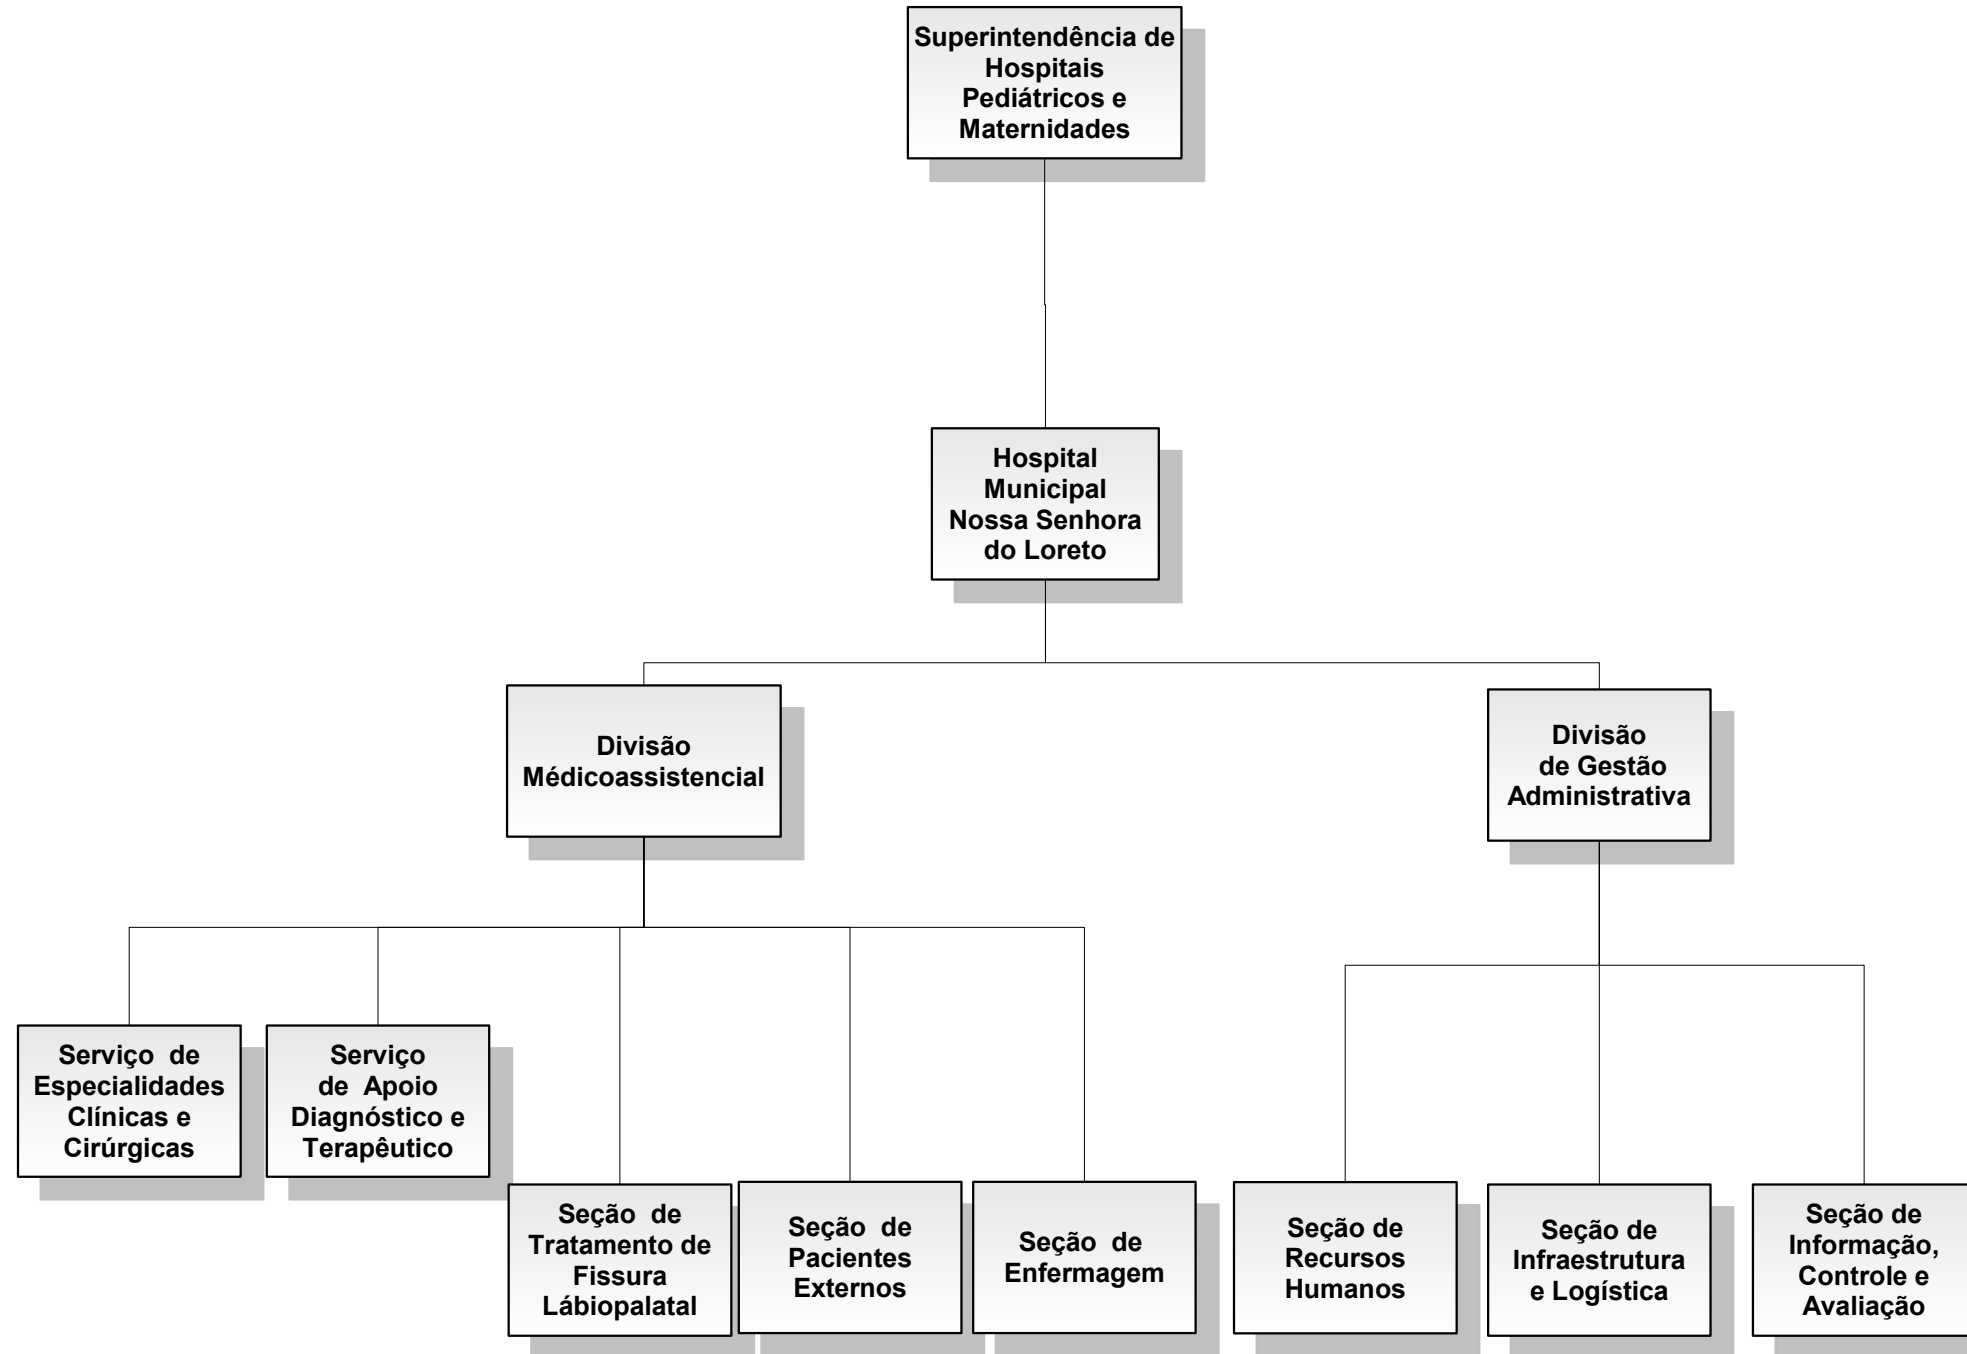 Superintendência de
Hospitais
Pediátricos e
Maternidades
Hospital
Municipal
Nossa Senhora
do Loreto
Divisão
Médicoassistencial
Divisão
de Gestão
Administrativa
Serviço de
Especialidades
Clínicas e
Cirúrgicas
Serviço
de Apoio
Diagnóstico e
Terapêutico
Seção de
Tratamento de
Fissura
Lábiopalatal
Seção de
Pacientes
Externos
Seção de
Enfermagem
Seção de
Recursos
Humanos
Seção de
Infraestrutura
e Logística
Seção de
Informação,
Controle e
Avaliação